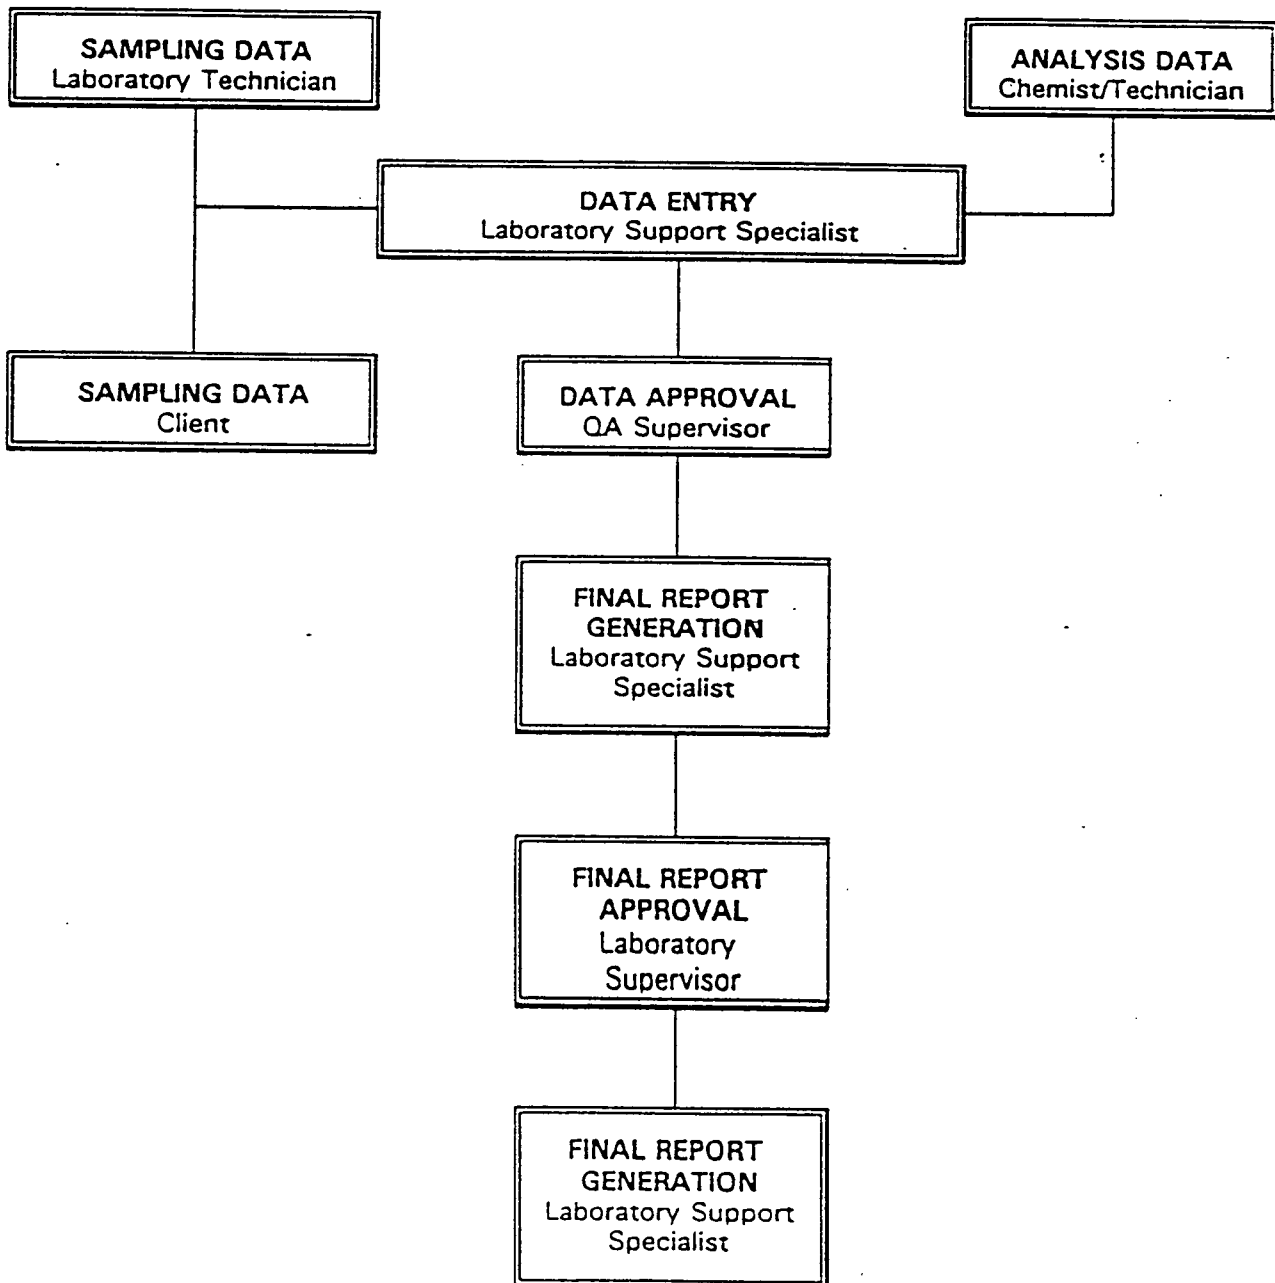 SAMPLING DATA
Laboratory Technician
ANALYSIS DATA
Chemist/Technician
DATA ENTRY
Laboratory Support Specialist
SAMPLING DATA
Client
DATA APPROVAL
QA Supervisor
FINAL REPORT
GENERATION
Laboratory Support
Specialist
FINAL REPORT
APPROVAL
Laboratory
Supervisor
FINAL REPORT
GENERATION
Laboratory Support
Specialist